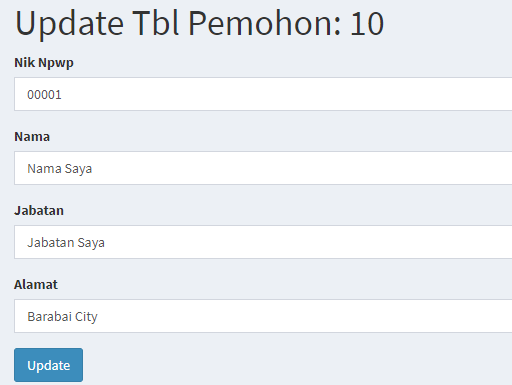 Update Tbl Pemohon: 10
Nik Npwp
00001
Nama
Nama Saya
Jabatan
Jabatan Saya
Alamat
Barabai City
Update